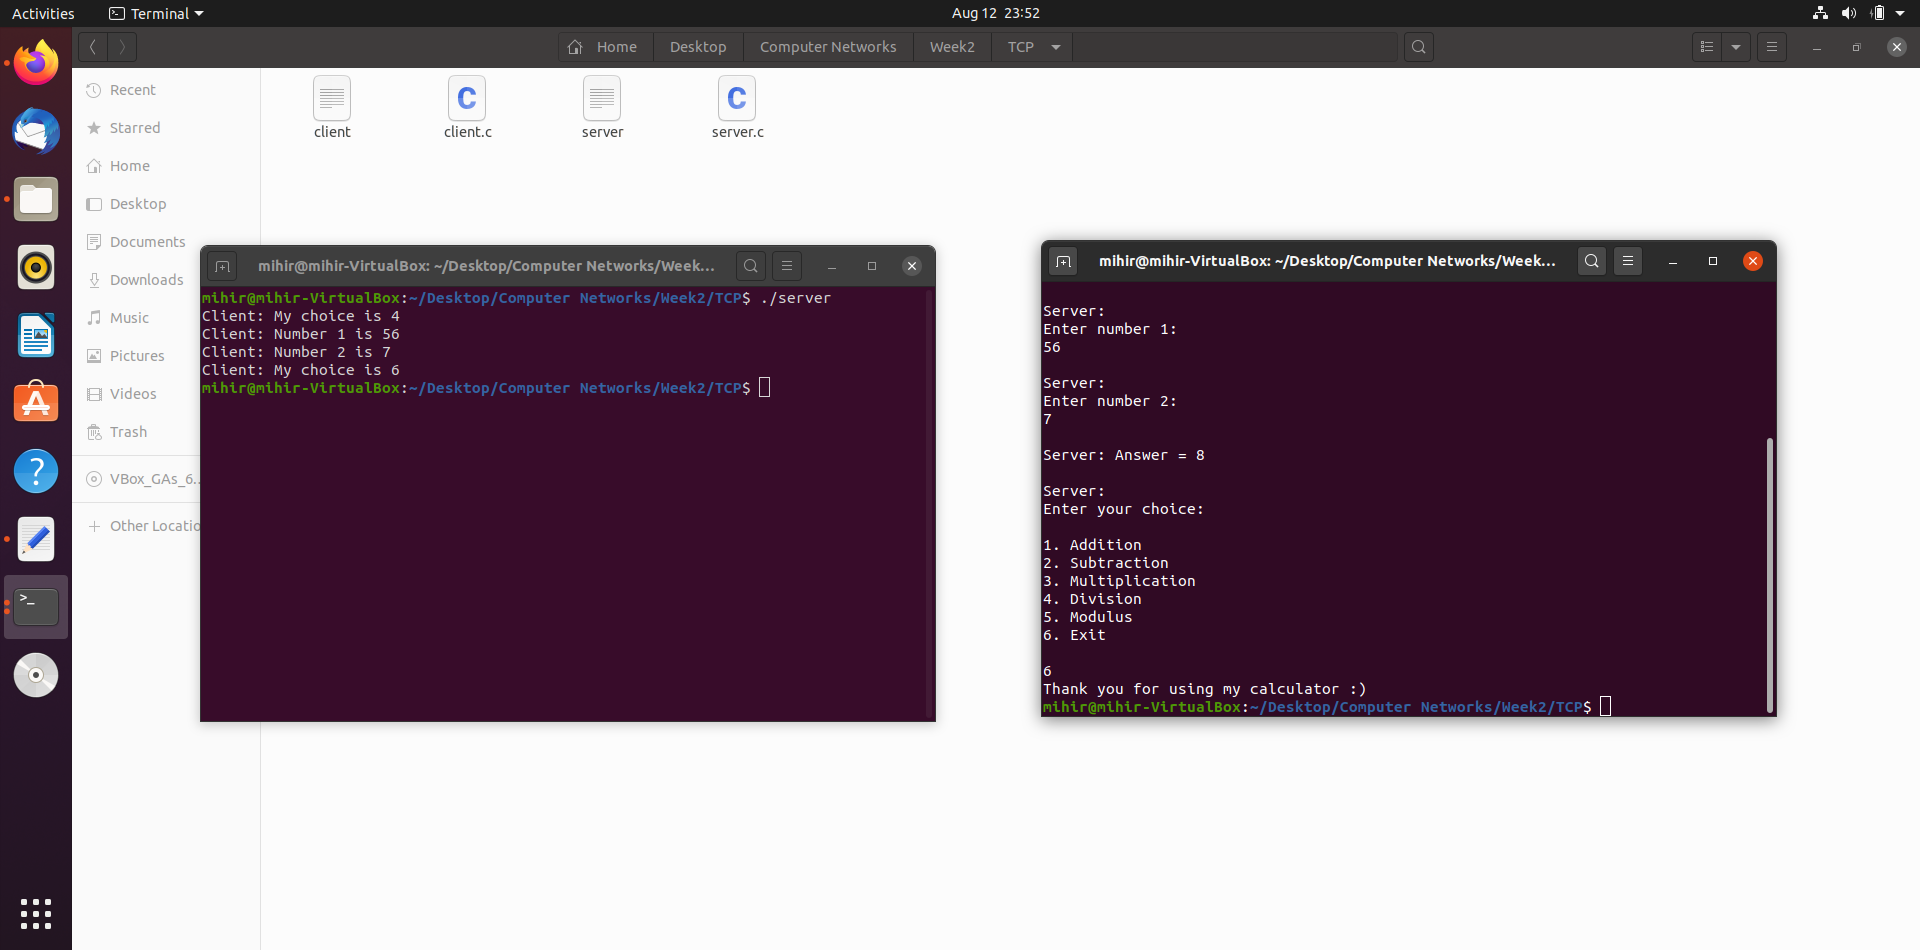 Activities
Terminal
Aug 12 23:52
Home
Desktop
Computer Networks
Week2
TCP
Recent
Starred
Home
Desktop
Documents
Downloads
Music
Pictures
Videos
Trash
VBox_GAs_6...
Other Locatio
client
client.c
server
server.c
mihir@mihir-VirtualBox: ~/Desktop/Computer Networks/Week...
mihir@mihir-VirtualBox:~/Desktop/Computer Networks/Week2/TCP$ ./server
Client: My choice is 4
Client: Number 1 is 56
Client: Number 2 is 7
Client: My choice is 6
mihir@mihir-VirtualBox:~/Desktop/Computer Networks/Week2/TCP$
mihir@mihir-VirtualBox: ~/Desktop/Computer Networks/Week...
Server:
Enter number 1:
56
Server:
Enter number 2:
7
Server: Answer = 8
Server:
Enter your choice:
1. Addition
2. Subtraction
3. Multiplication
4. Division
5. Modulus
6. Exit
6
Thank you for using my calculator :)
mihir@mihir-VirtualBox:~/Desktop/Computer Networks/Week2/TCP$